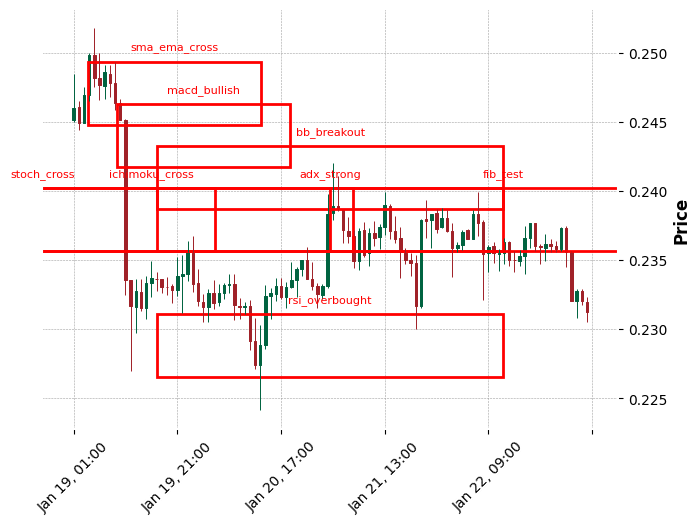 sma_ema_cross
0.250
macd_bullish
0.245
bb_breakout
stoch_cross
ichimoku_cross
adx_strong
fib_test
0.240
Price
0.235
rsi_overbought
0.230
0.225
Jan 19, 01:00
Jan 19, 21:00
Jan 20, 17:00
Jan 21, 13:00
Jan 22, 09:00